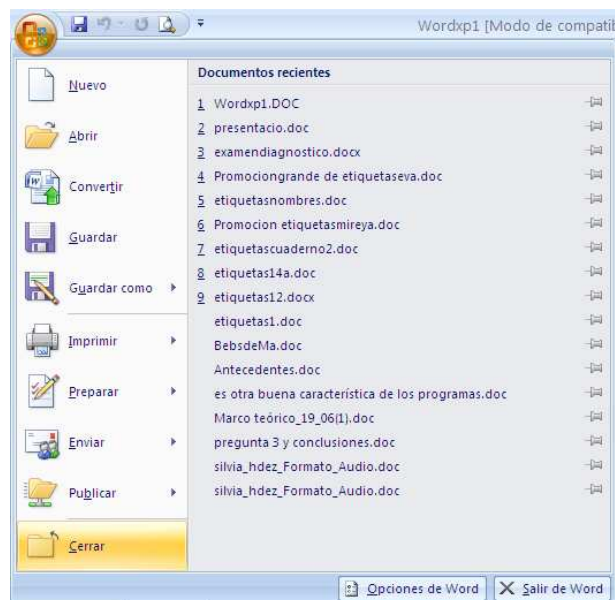 Wordxp1 [Modo de compatib
Nuevo
Abrir
Convertir
Guardar
Guardar como
Imprimir
Preparar
Enviar
Publicar
Cerrar
Documentos recientes
1 Wordxp1.DOC
2 presentacio.doc
3 examendiagnostico.docx
4 Promociongrande de etiquetaseva.doc
5 etiquetasnombres.doc
6 Promocion etiquetasmireya.doc
7 etiquetascuaderno2.doc
8 etiquetas14a.doc
9 etiquetas12.docx
etiquetas1.doc
BebsdeMa.doc
Antecedentes.doc
es otra buena característica de los programas.doc
Marco teórico_19_06(1).doc
pregunta 3 y conclusiones.doc
silvia_hdez_Formato_Audio.doc
silvia_hdez_Formato_Audio.doc
Opciones de Word
Salir de Word